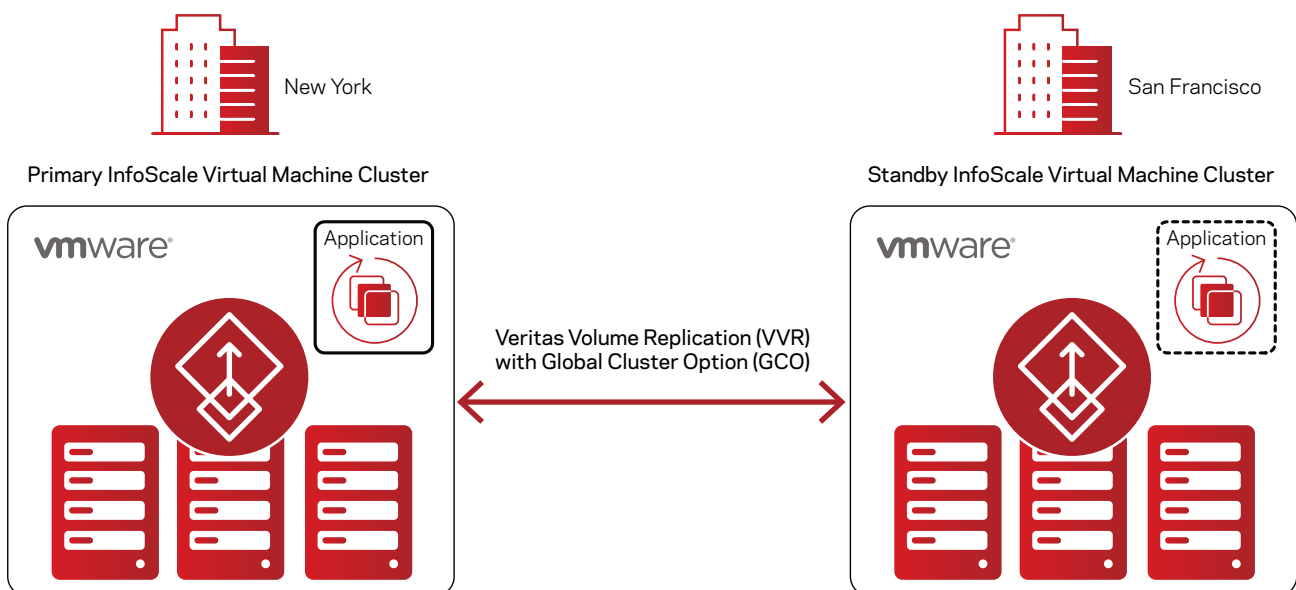 New York
San Francisco
Primary InfoScale Virtual Machine Cluster
Standby InfoScale Virtual Machine Cluster
vmware®
Application
vmware®
Application
Veritas Volume Replication (VVR)
with Global Cluster Option (GCO)